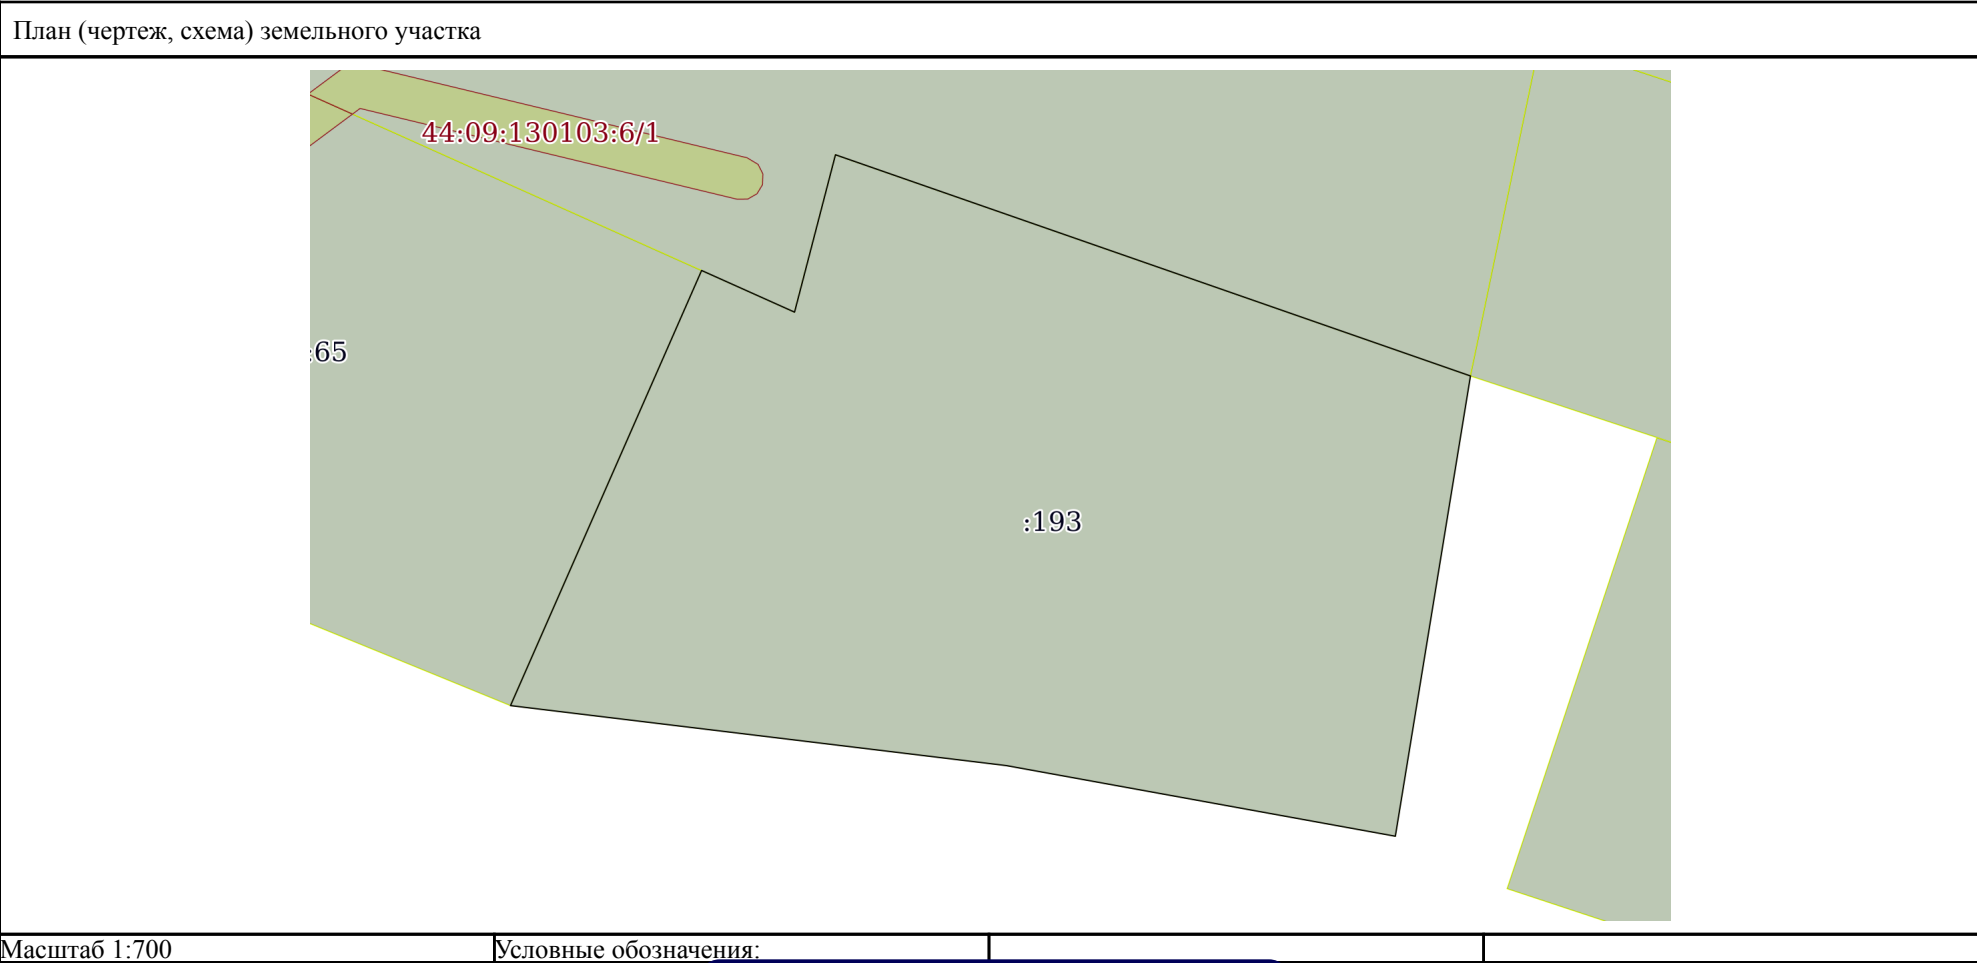 План (чертеж, схема) земельного участка
44:09:130103:6/1
:65
:193
Масштаб 1:700
Условные обозначения: